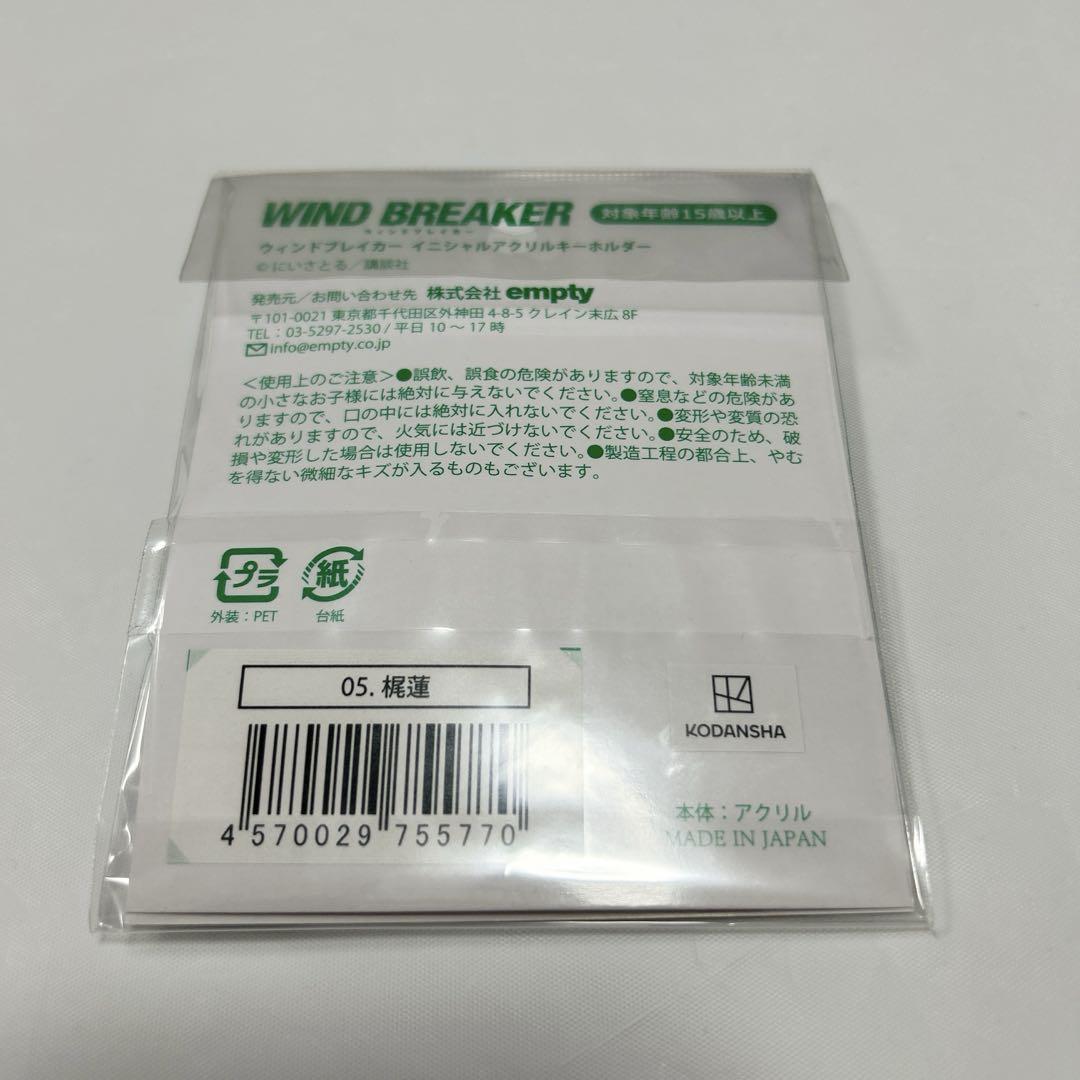 WIND BREAKER 対象年齢15歳以上
ウィンドブレイカー
ウィンドブレイカー イニシャルアクリルキーホルダー
©にいさとる／講談社
発売元／お問い合わせ先 株式会社empty
〒101-0021 東京都千代田区外神田 4-8-5 クレイン末広 8F
TEL：03-5297-2530 / 平日 10 〜 17 時
info@empty.co.jp
＜使用上のご注意＞●誤飲、誤食の危険がありますので、対象年齢未満
の小さなお子様には絶対に与えないでください。●窒息などの危険があ
りますので、口の中には絶対に入れないでください。●変形や変質の恐
れがありますので、火気には近づけないでください。●安全のため、破
損や変形した場合は使用しないでください。●製造工程の都合上、やむ
を得ない微細なキズが入るものもございます。
プラ 紙
外装：PET 台紙
05. 梶蓮
4 570029 755770
KODANSHA
本体：アクリル
MADE IN JAPAN